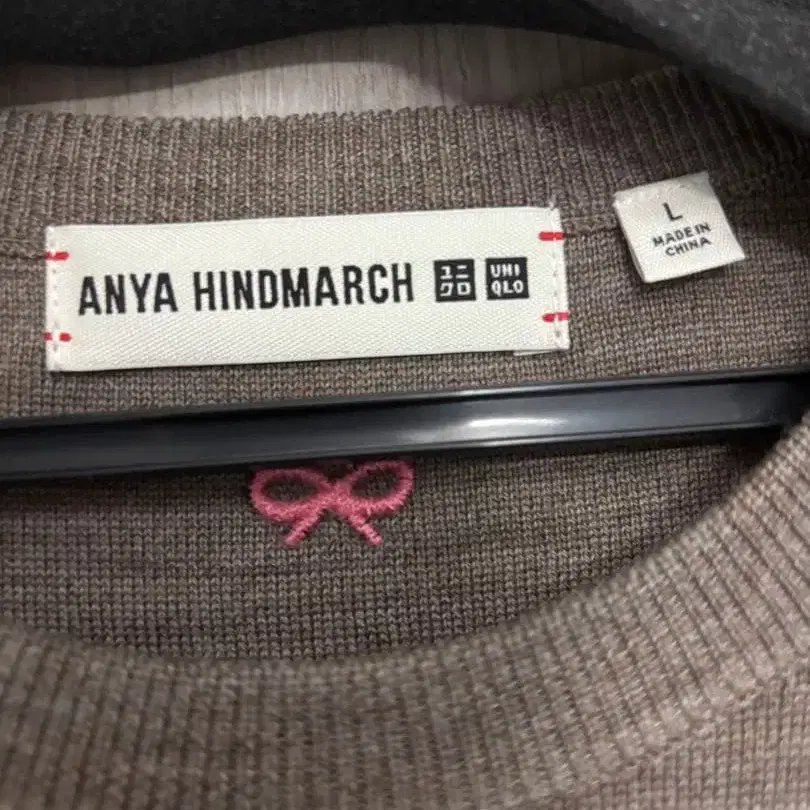 ANYA HINDMARCH
ユニ
クロ
UNI
QLO
L
MADE IN
CHINA